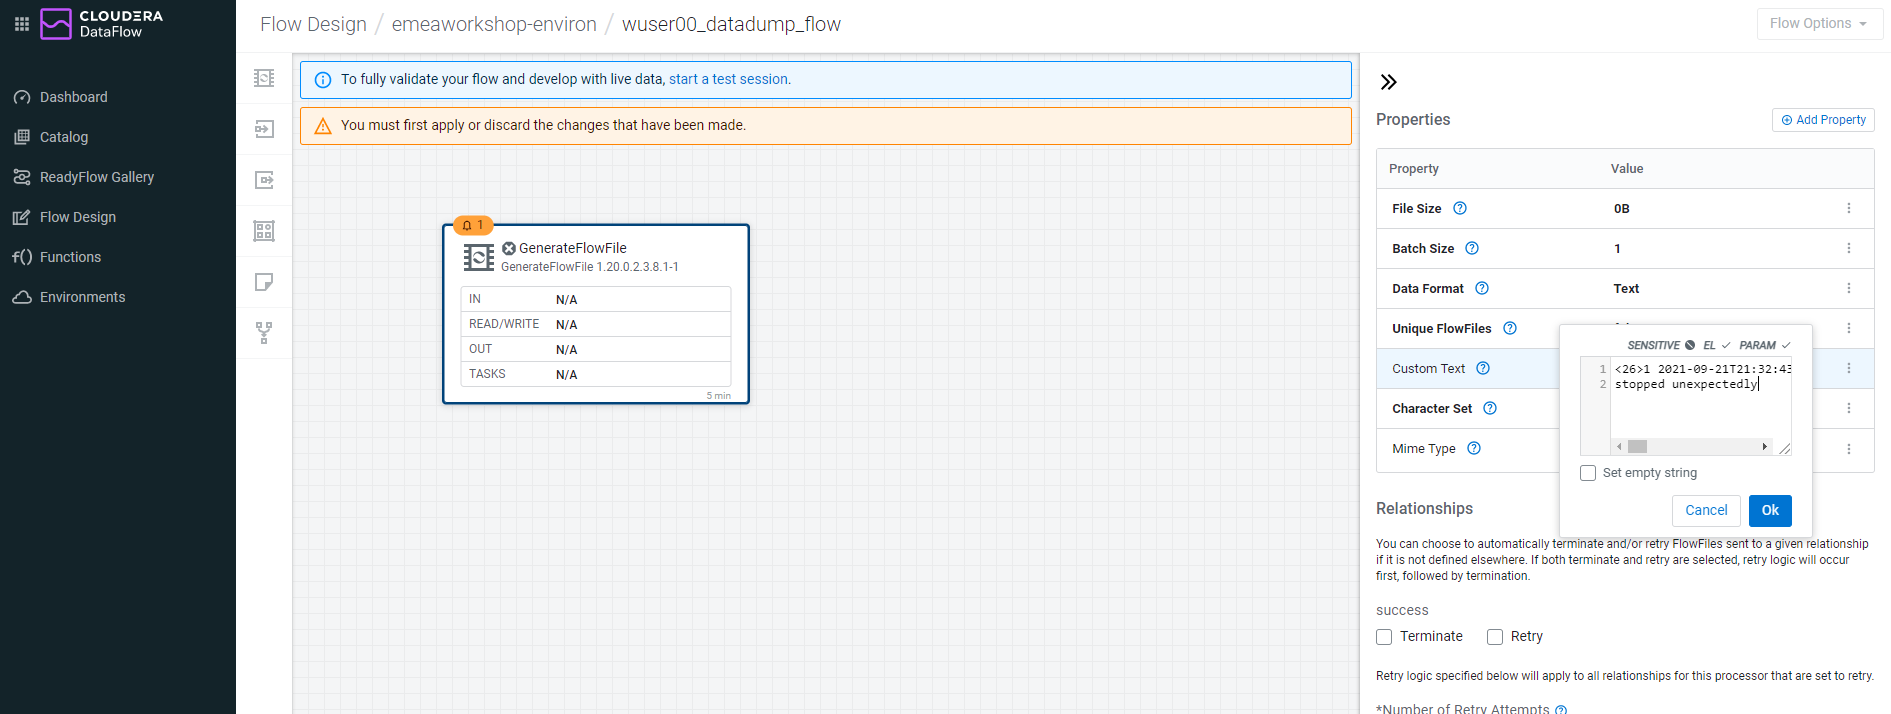 CLOUDERA
DataFlow
Dashboard
Catalog
ReadyFlow Gallery
Flow Design
Functions
Environments
Flow Design / emeaworkshop-environ / wuser00_datadump_flow
Flow Options
To fully validate your flow and develop with live data, start a test session.
You must first apply or discard the changes that have been made.
1
GenerateFlowFile
GenerateFlowFile 1.20.0.2.3.8.1-1
IN N/A
READ/WRITE N/A
OUT N/A
TASKS N/A
5 min
Properties
Add Property
Property Value
File Size 0B
Batch Size 1
Data Format Text
Unique FlowFiles
Custom Text
Character Set
Mime Type
SENSITIVE EL PARAM
1 <26>1 2021-09-21T21:32:43
2 stopped unexpectedly
Set empty string
Cancel Ok
Relationships
You can choose to automatically terminate and/or retry FlowFiles sent to a given relationship
if it is not defined elsewhere. If both terminate and retry are selected, retry logic will occur
first, followed by termination.
success
Terminate Retry
Retry logic specified below will apply to all relationships for this processor that are set to retry.
*Number of Retry Attempts